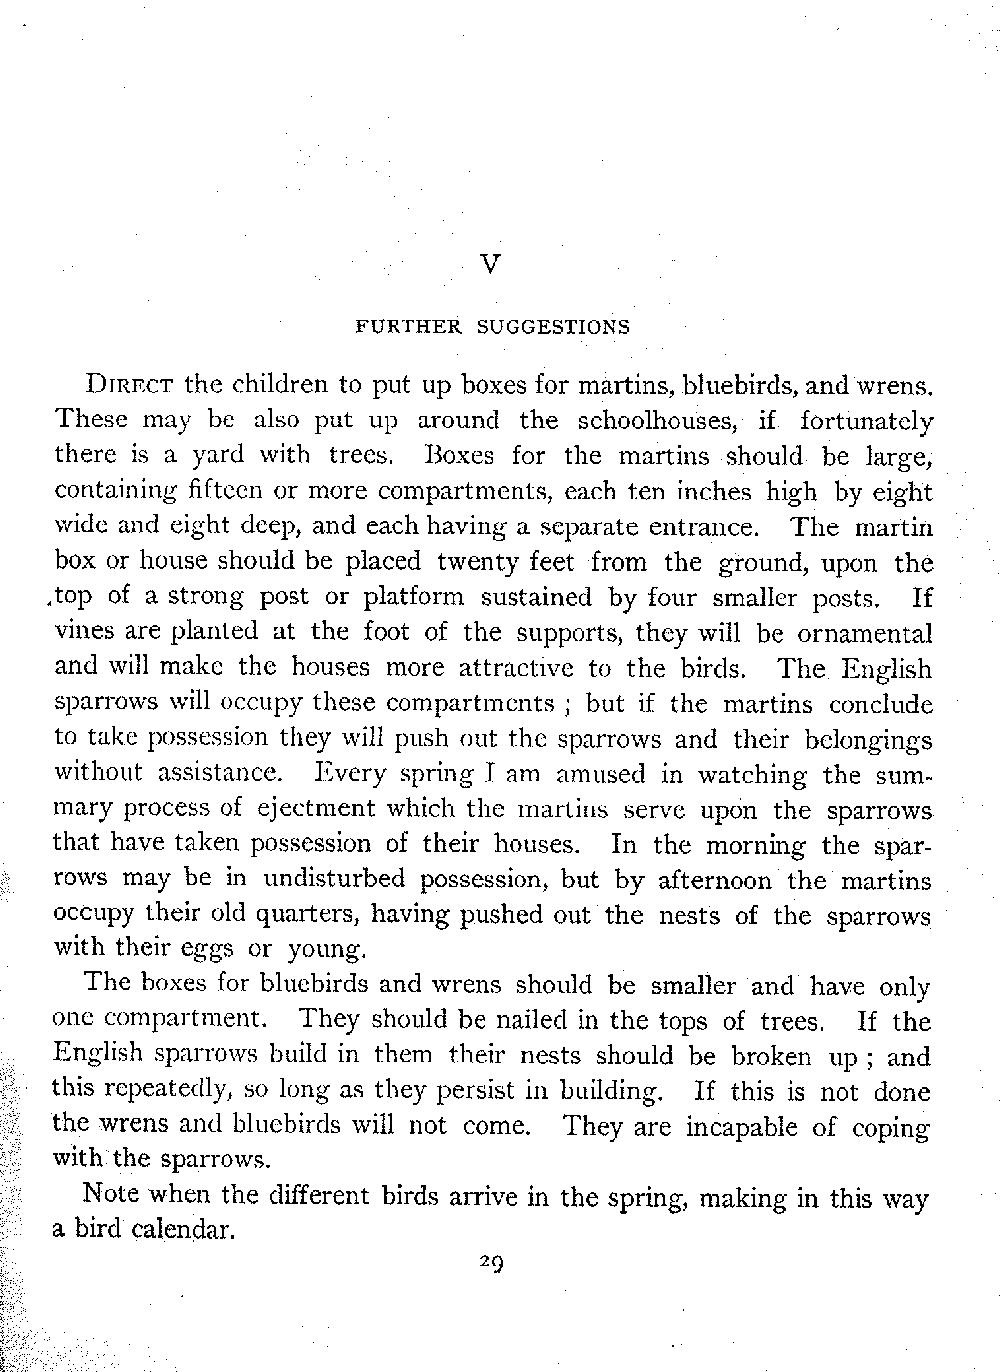 V
FURTHER SUGGESTIONS
DIRECT the children to put up boxes for martins, bluebirds, and wrens.
These may be also put up around the schoolhouses, if fortunately
there is a yard with trees. Boxes for the martins should be large,
containing fifteen or more compartments, each ten inches high by eight
wide and eight deep, and each having a separate entrance. The martin
box or house should be placed twenty feet from the ground, upon the
top of a strong post or platform sustained by four smaller posts. If
vines are planted at the foot of the supports, they will be ornamental
and will make the houses more attractive to the birds. The English
sparrows will occupy these compartments ; but if the martins conclude
to take possession they will push out the sparrows and their belongings
without assistance. Every spring I am amused in watching the sum-
mary process of ejectment which the martins serve upon the sparrows
that have taken possession of their houses. In the morning the spar-
rows may be in undisturbed possession, but by afternoon the martins
occupy their old quarters, having pushed out the nests of the sparrows
with their eggs or young.
The boxes for bluebirds and wrens should be smaller and have only
one compartment. They should be nailed in the tops of trees. If the
English sparrows build in them their nests should be broken up ; and
this repeatedly, so long as they persist in building. If this is not done
the wrens and bluebirds will not come. They are incapable of coping
with the sparrows.
Note when the different birds arrive in the spring, making in this way
a bird calendar.
29